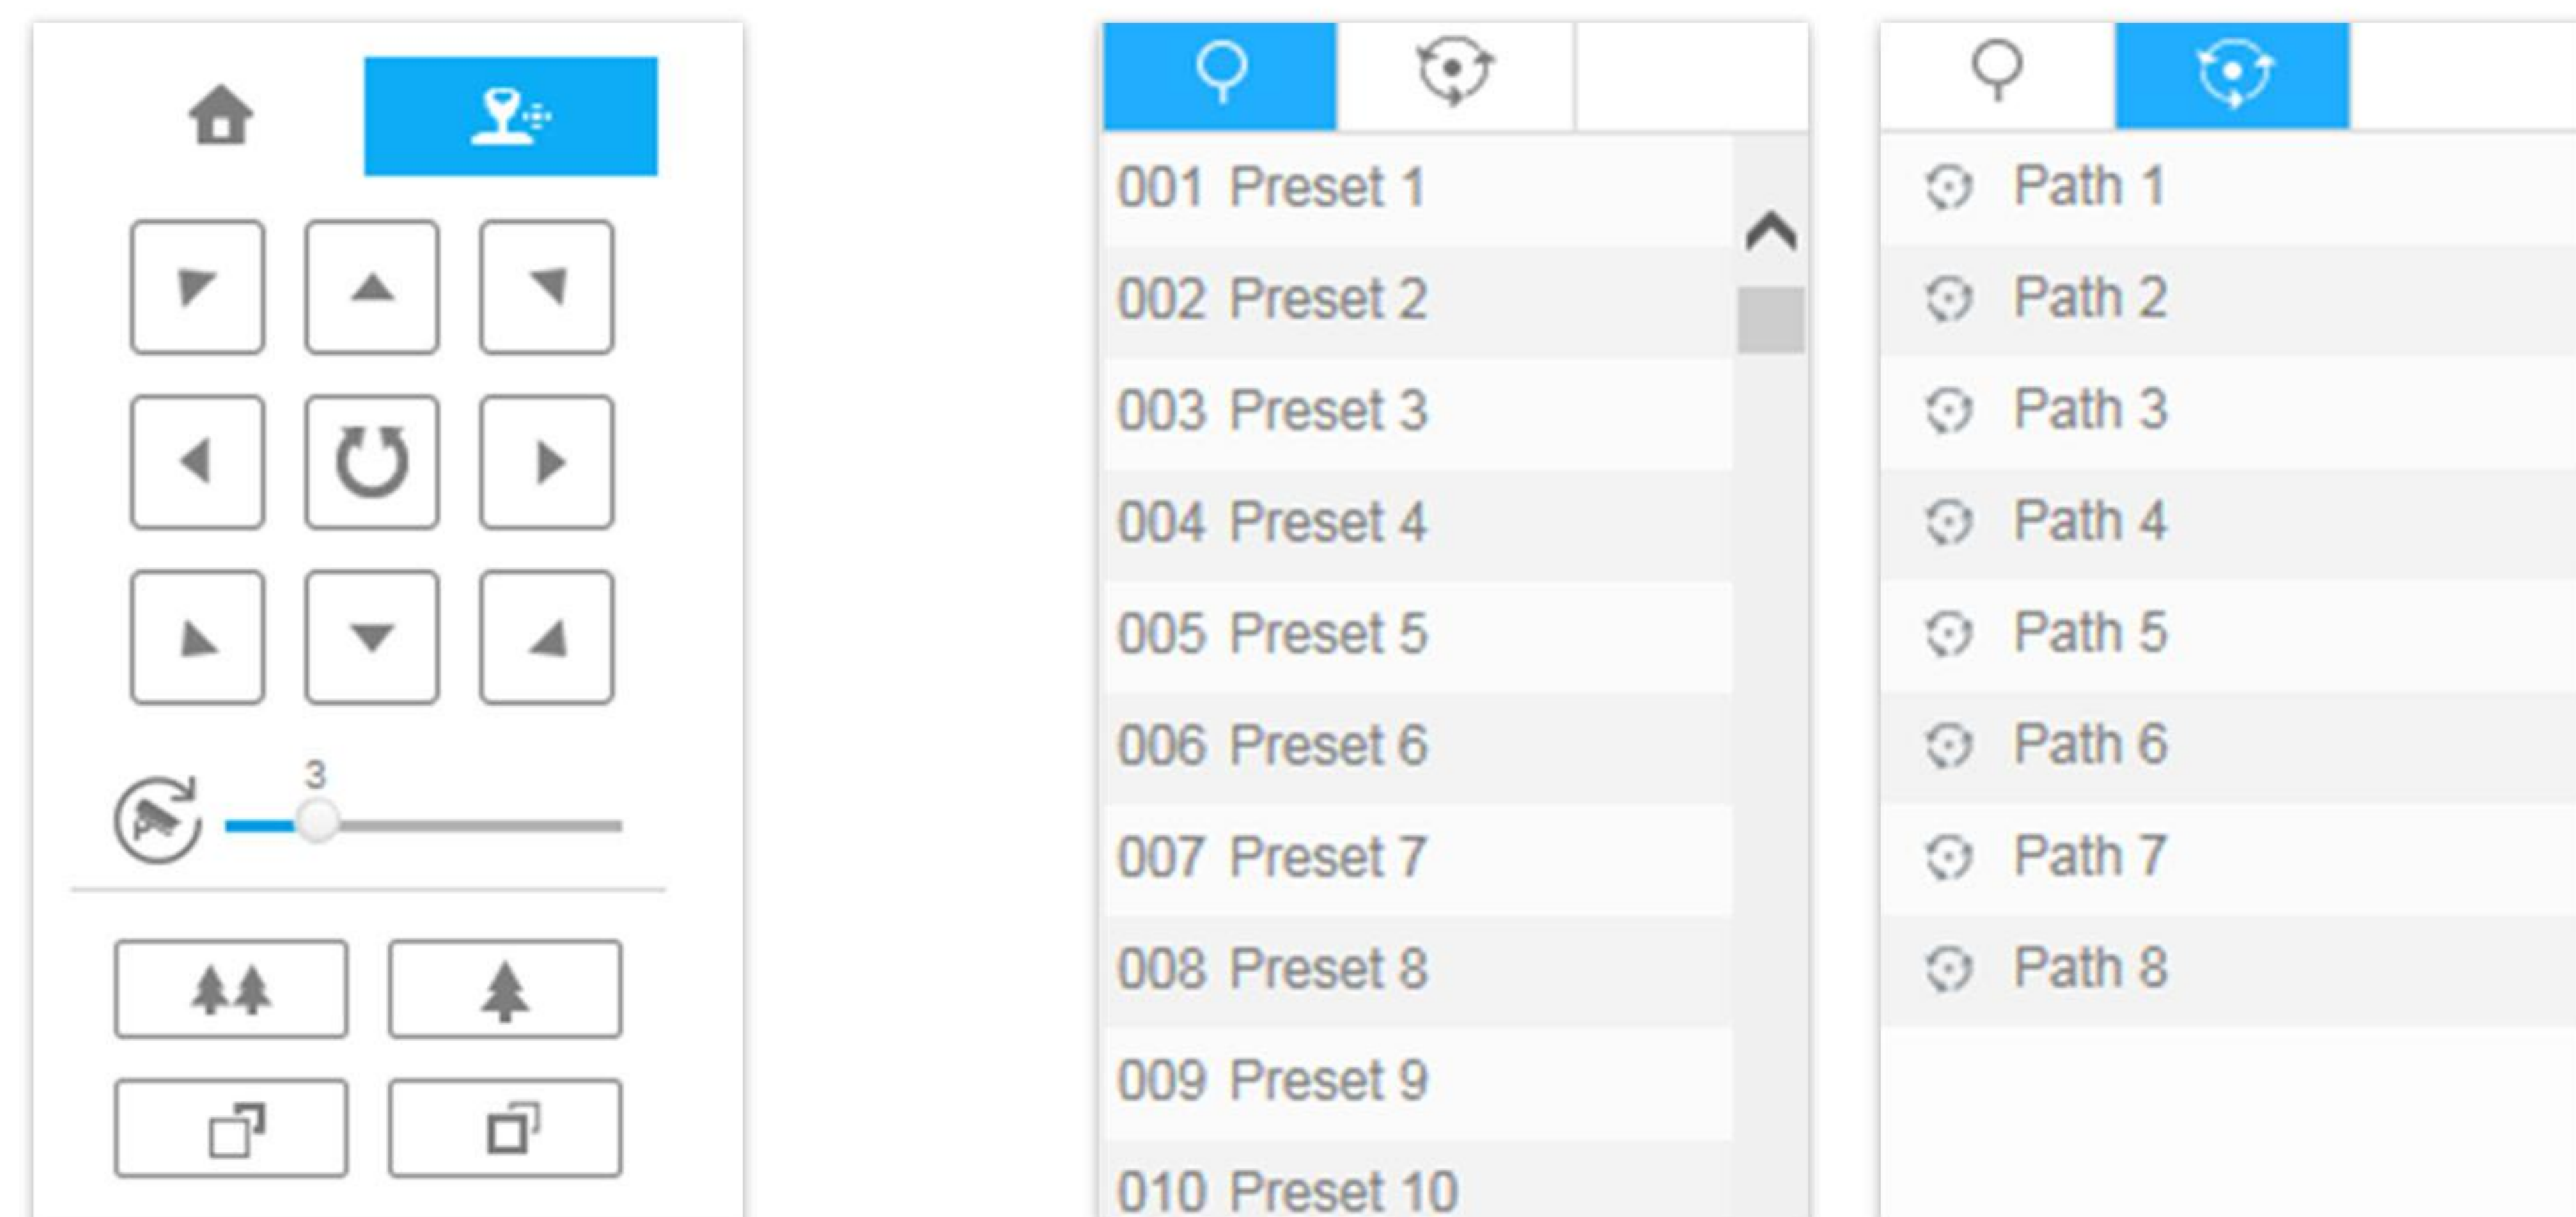 3
001 Preset 1
002 Preset 2
003 Preset 3
004 Preset 4
005 Preset 5
006 Preset 6
007 Preset 7
008 Preset 8
009 Preset 9
010 Preset 10
Path 1
Path 2
Path 3
Path 4
Path 5
Path 6
Path 7
Path 8